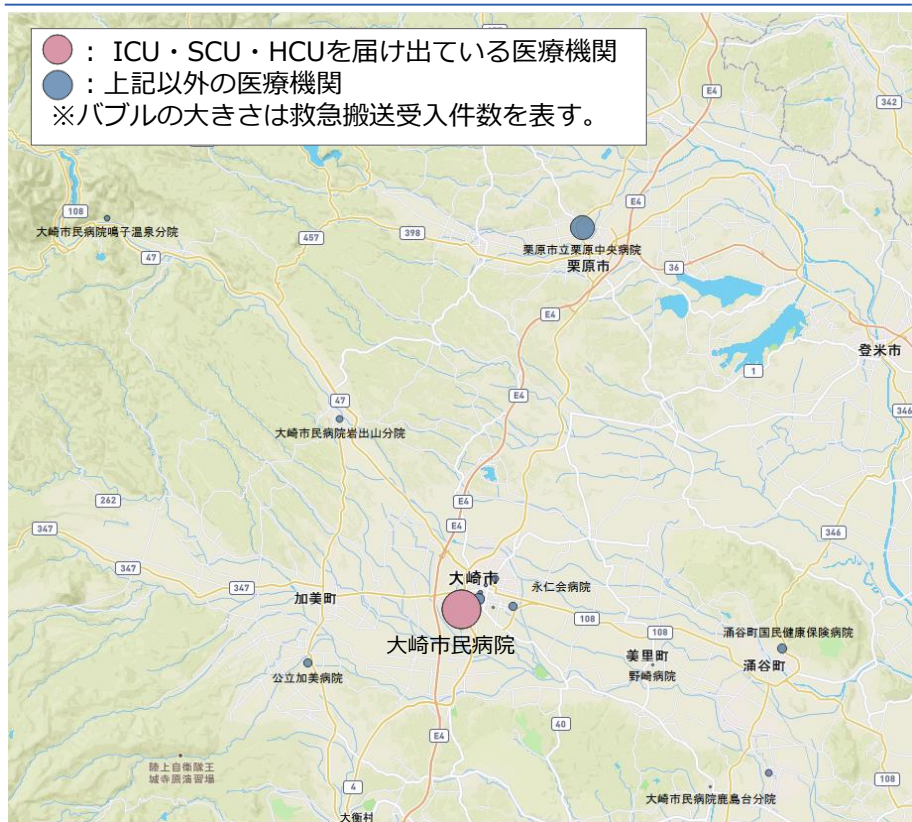 : ICU・SCU・HCUを届け出ている医療機関
: 上記以外の医療機関
※バブルの大きさは救急搬送受入件数を表す。
E4
342
108
大崎市民病院鳴子温泉分院
47
457
398
E4
栗原市立栗原中央病院
栗原市
36
E4
登米市
1
346
E4
47
大崎市民病院岩出山分院
262
E4
347
E4
346
347
347
大崎市
永仁会病院
加美町
108
大崎市民病院
108
涌谷町国民健康保険病院
美里町
涌谷町
野崎病院
公立加美病院
40
E4
陸上自衛隊王
城寺原演習場
4
108
大崎市民病院鹿島台分院
大衡村